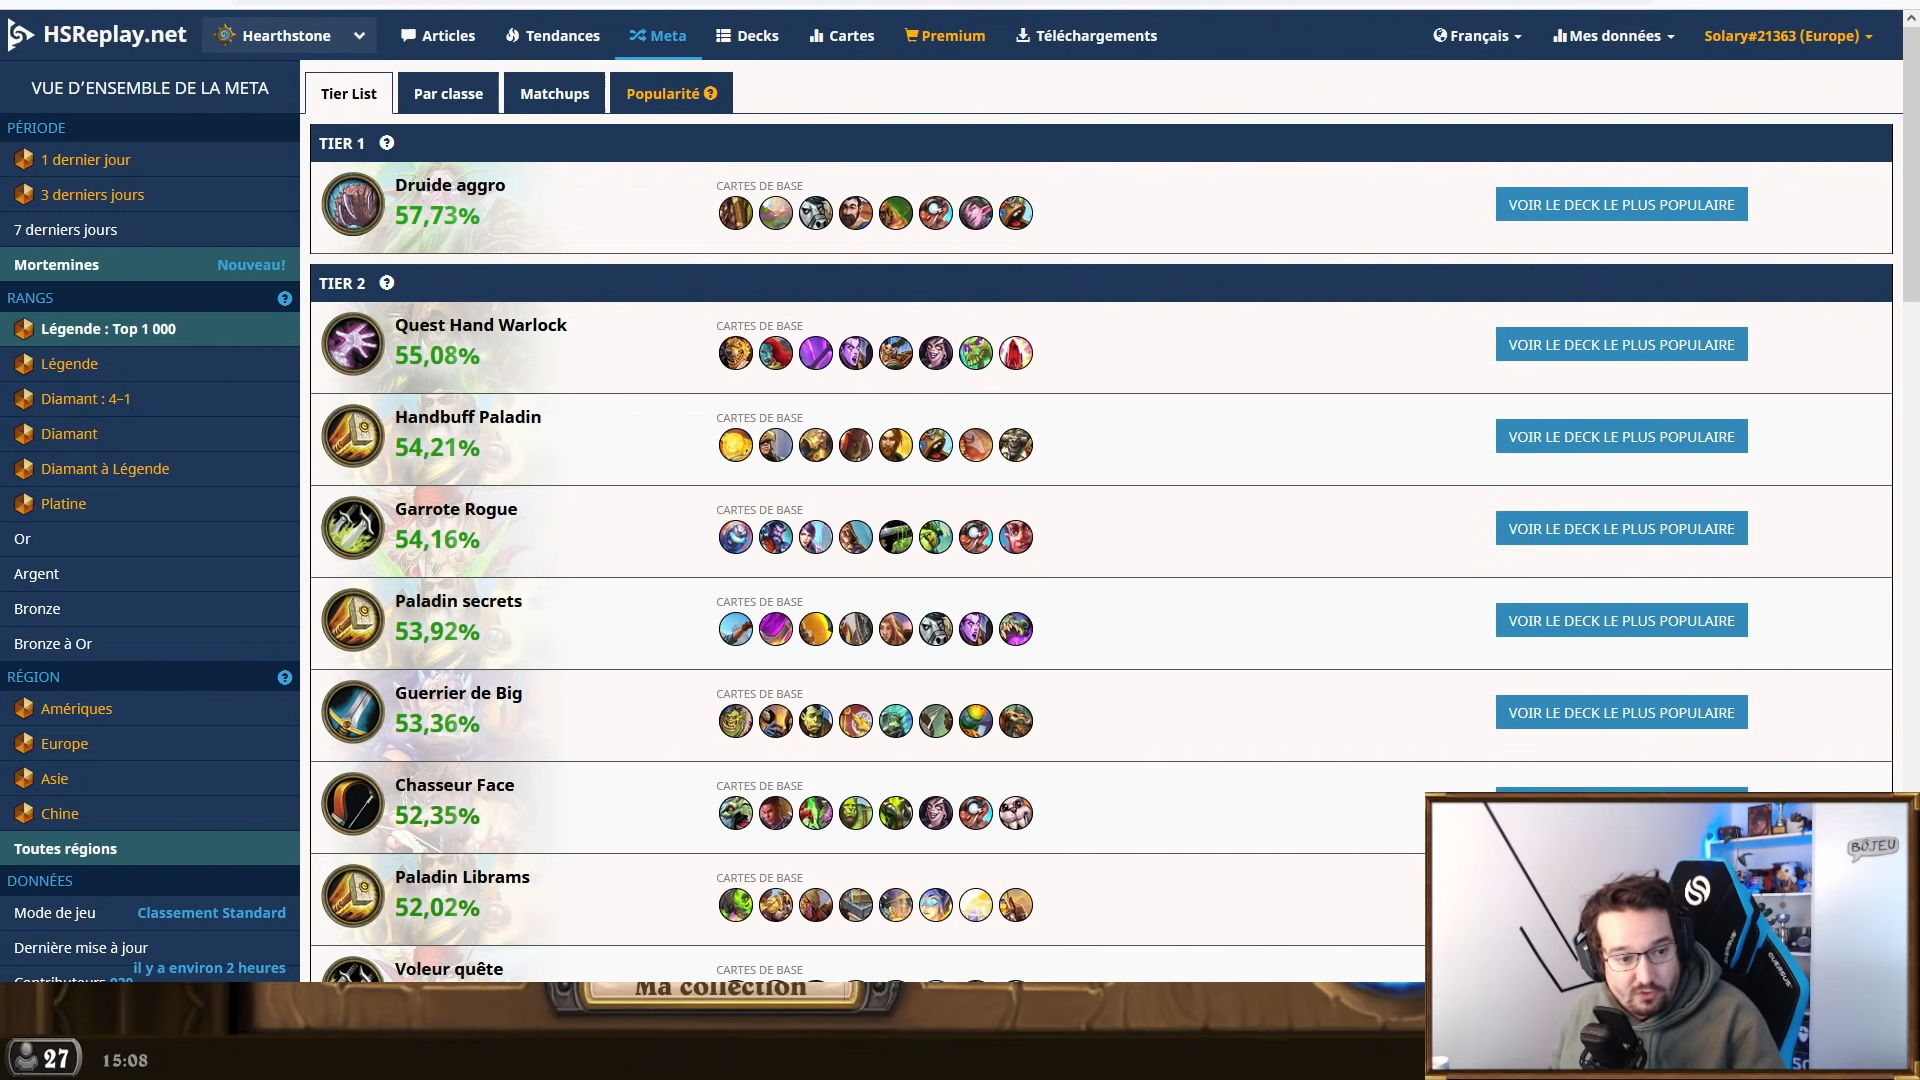 HSReplay.net
Hearthstone
Articles
Tendances
Meta
Decks
Cartes
Premium
Téléchargements
Français
Mes données
Solary#21363 (Europe)
VUE D'ENSEMBLE DE LA META
PÉRIODE
1 dernier jour
3 derniers jours
7 derniers jours
Mortemines Nouveau!
RANGS
Légende : Top 1 000
Légende
Diamant : 4–1
Diamant
Diamant à Légende
Platine
Or
Argent
Bronze
Bronze à Or
RÉGION
Amériques
Europe
Asie
Chine
Toutes régions
DONNÉES
Mode de jeu Classement Standard
Dernière mise à jour
il y a environ 2 heures
Tier List
Par classe
Matchups
Popularité
TIER 1
Druide aggro
57,73%
CARTES DE BASE
VOIR LE DECK LE PLUS POPULAIRE
TIER 2
Quest Hand Warlock
55,08%
CARTES DE BASE
VOIR LE DECK LE PLUS POPULAIRE
Handbuff Paladin
54,21%
CARTES DE BASE
VOIR LE DECK LE PLUS POPULAIRE
Garrote Rogue
54,16%
CARTES DE BASE
VOIR LE DECK LE PLUS POPULAIRE
Paladin secrets
53,92%
CARTES DE BASE
VOIR LE DECK LE PLUS POPULAIRE
Guerrier de Big
53,36%
CARTES DE BASE
VOIR LE DECK LE PLUS POPULAIRE
Chasseur Face
52,35%
CARTES DE BASE
Paladin Librams
52,02%
CARTES DE BASE
Voleur quête
CARTES DE BASE
Ma collection
27
15:08
BOJEU